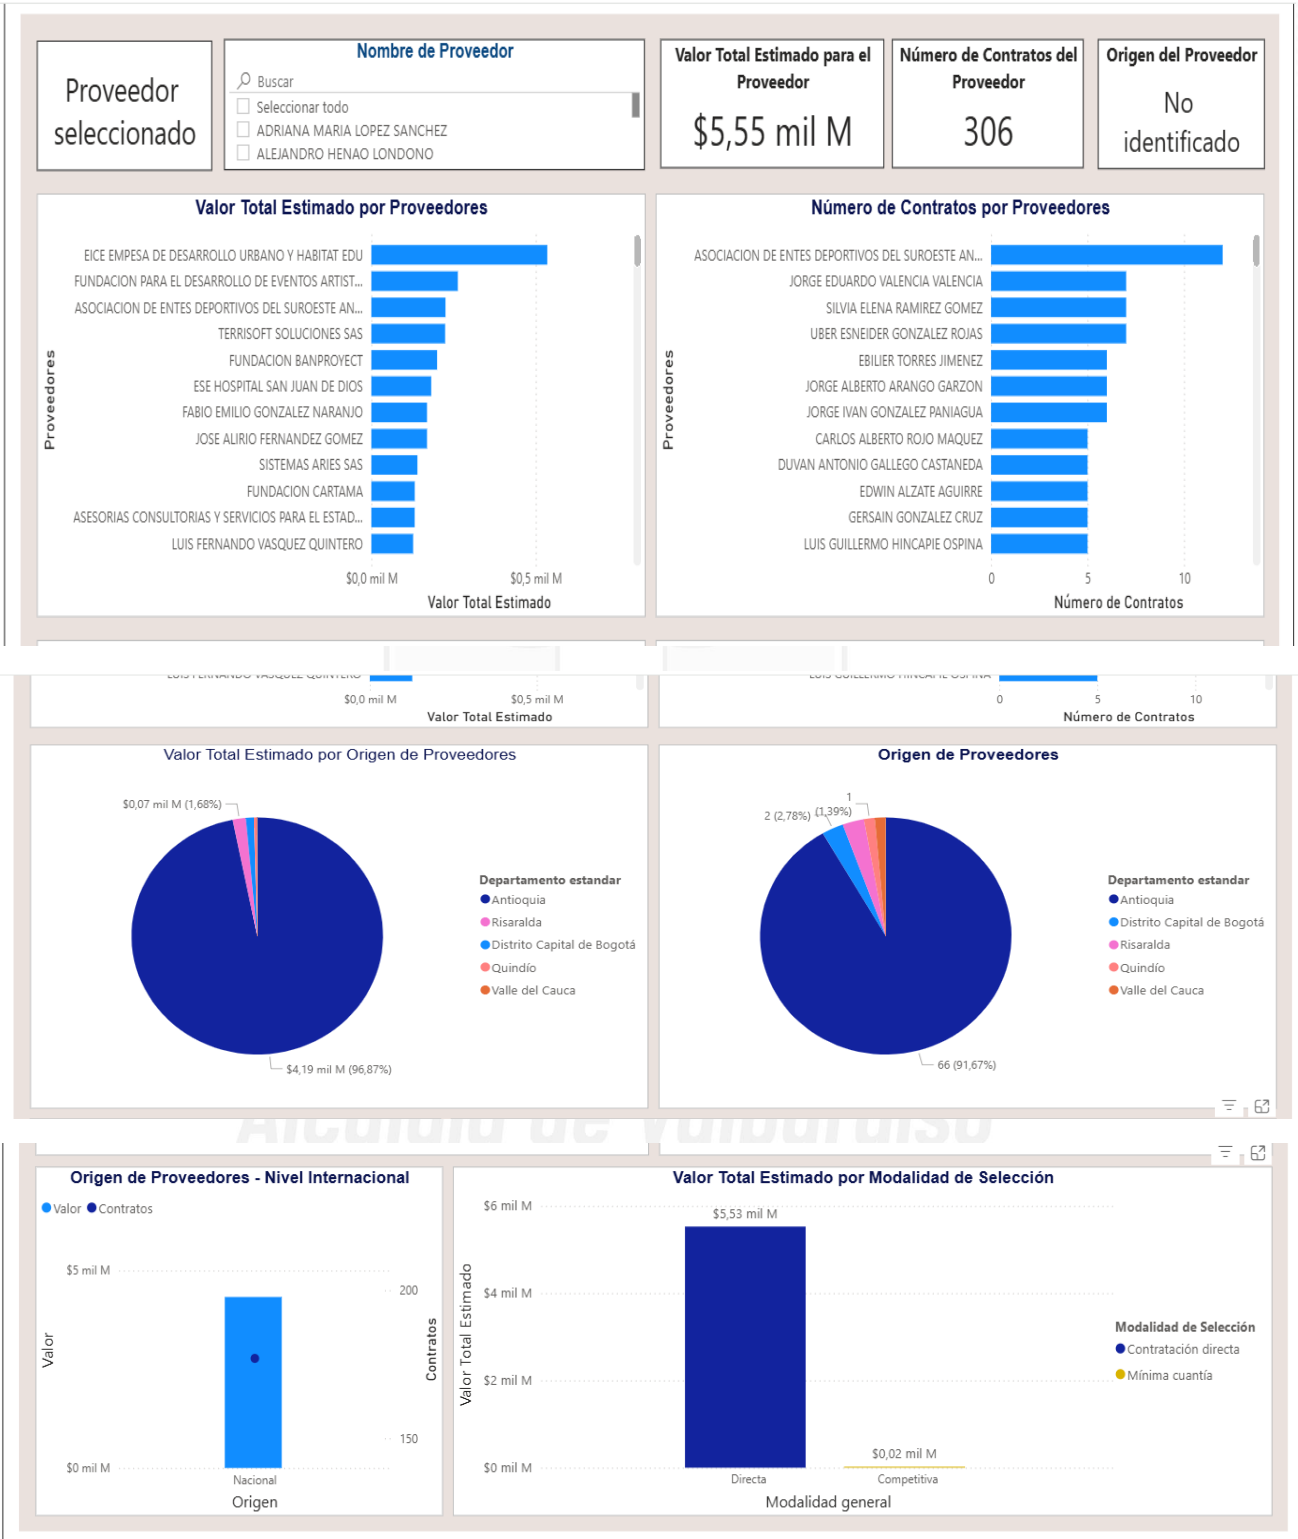 Proveedor
seleccionado
Nombre de Proveedor
Buscar
Seleccionar todo
ADRIANA MARIA LOPEZ SANCHEZ
ALEJANDRO HENAO LONDONO
Valor Total Estimado para el
Proveedor
$5,55 mil M
Número de Contratos del
Proveedor
306
Origen del Proveedor
No
identificado
Valor Total Estimado por Proveedores
Proveedores
EICE EMPESA DE DESARROLLO URBANO Y HABITAT EDU
FUNDACION PARA EL DESARROLLO DE EVENTOS ARTIST...
ASOCIACION DE ENTES DEPORTIVOS DEL SUROESTE AN...
TERRISOFT SOLUCIONES SAS
FUNDACION BANPROYECT
ESE HOSPITAL SAN JUAN DE DIOS
FABIO EMILIO GONZALEZ NARANJO
JOSE ALIRIO FERNANDEZ GOMEZ
SISTEMAS ARIES SAS
FUNDACION CARTAMA
ASESORIAS CONSULTORIAS Y SERVICIOS PARA EL ESTAD...
LUIS FERNANDO VASQUEZ QUINTERO
$0,0 mil M $0,5 mil M
Valor Total Estimado
Número de Contratos por Proveedores
Proveedores
ASOCIACION DE ENTES DEPORTIVOS DEL SUROESTE AN...
JORGE EDUARDO VALENCIA VALENCIA
SILVIA ELENA RAMIREZ GOMEZ
UBER ESNEIDER GONZALEZ ROJAS
EBILIER TORRES JIMENEZ
JORGE ALBERTO ARANGO GARZON
JORGE IVAN GONZALEZ PANIAGUA
CARLOS ALBERTO ROJO MAQUEZ
DUVAN ANTONIO GALLEGO CASTANEDA
EDWIN ALZATE AGUIRRE
GERSAIN GONZALEZ CRUZ
LUIS GUILLERMO HINCAPIE OSPINA
0 5 10
Número de Contratos
LUIS FERNANDO VASQUEZ QUINTERO
$0,0 mil M $0,5 mil M
Valor Total Estimado
LUIS GUILLERMO HINCAPIE OSPINA
0 5 10
Número de Contratos
Valor Total Estimado por Origen de Proveedores
$0,07 mil M (1,68%)
$4,19 mil M (96,87%)
Departamento estandar
Antioquia
Risaralda
Distrito Capital de Bogotá
Quindío
Valle del Cauca
Origen de Proveedores
1
(1,39%)
2 (2,78%)
66 (91,67%)
Departamento estandar
Antioquia
Distrito Capital de Bogotá
Risaralda
Quindío
Valle del Cauca
Alcaldía de Valparaíso
Origen de Proveedores - Nivel Internacional
Valor Contratos
$5 mil M
$0 mil M
Valor
200
150
Contratos
Nacional
Origen
Valor Total Estimado por Modalidad de Selección
Valor Total Estimado
$6 mil M
$4 mil M
$2 mil M
$0 mil M
$5,53 mil M
$0,02 mil M
Directa Competitiva
Modalidad general
Modalidad de Selección
Contratación directa
Mínima cuantía